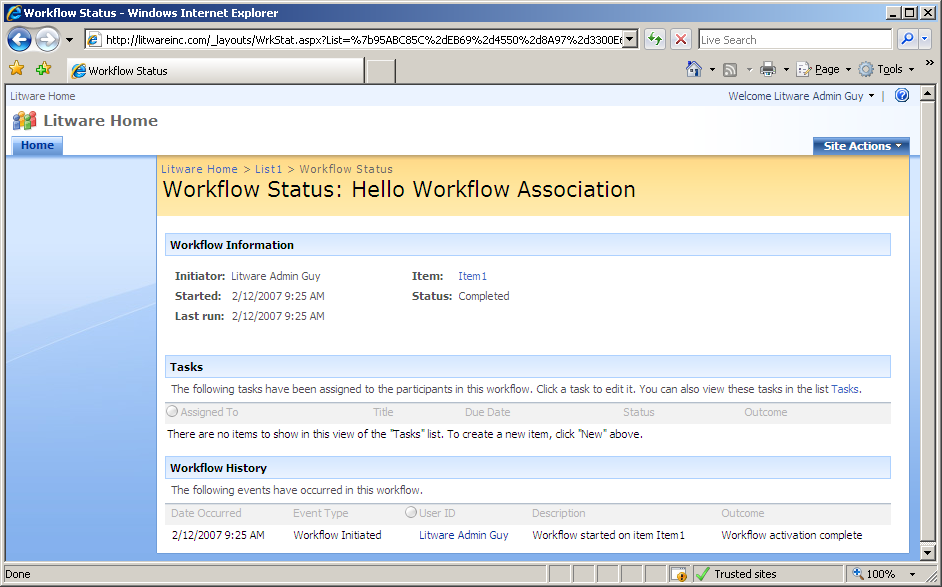 Workflow Status - Windows Internet Explorer
http://litwareinc.com/_layouts/WrkStat.aspx?List=%7b95ABC85C%2dEB69%2d4550%2d8A97%2d3300E6
Live Search
Workflow Status
Page
Tools
Litware Home
Welcome Litware Admin Guy
Litware Home
Home
Site Actions
Litware Home > List1 > Workflow Status
Workflow Status: Hello Workflow Association
Workflow Information
Initiator: Litware Admin Guy Item: Item1
Started: 2/12/2007 9:25 AM Status: Completed
Last run: 2/12/2007 9:25 AM
Tasks
The following tasks have been assigned to the participants in this workflow. Click a task to edit it. You can also view these tasks in the list Tasks.
Assigned To Title Due Date Status Outcome
There are no items to show in this view of the "Tasks" list. To create a new item, click "New" above.
Workflow History
The following events have occurred in this workflow.
Date Occurred Event Type User ID Description Outcome
2/12/2007 9:25 AM Workflow Initiated Litware Admin Guy Workflow started on item Item1 Workflow activation complete
Done Trusted sites 100%